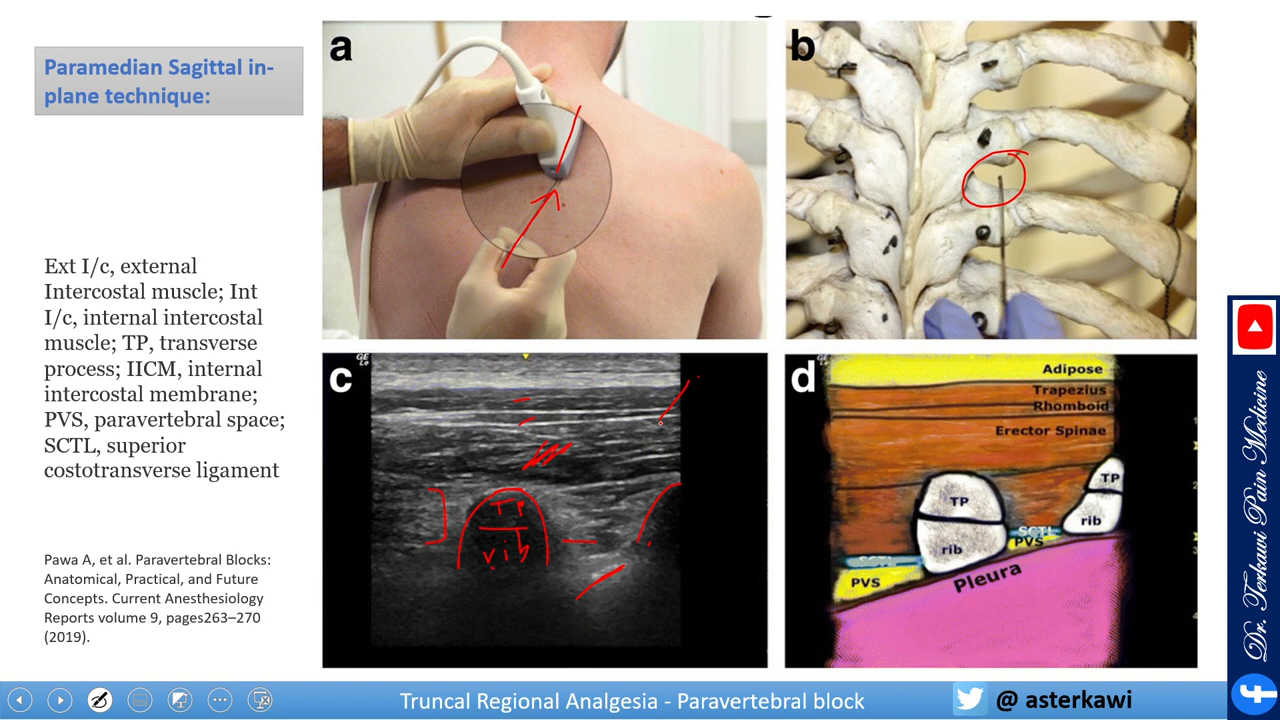 Paramedian Sagittal in-
plane technique:
Ext I/c, external
Intercostal muscle; Int
I/c, internal intercostal
muscle; TP, transverse
process; IICM, internal
intercostal membrane;
PVS, paravertebral space;
SCTL, superior
costotransverse ligament
Pawa A, et al. Paravertebral Blocks:
Anatomical, Practical, and Future
Concepts. Current Anesthesiology
Reports volume 9, pages263–270
(2019).
a
b
c
GE
TP
rib
d
GE
Adipose
Trapezius
Rhomboid
Erector Spinae
TP
TP
rib
rib
SCTL
PVS
SCTL
PVS
Pleura
Dr. Terkawi Pain Medicine
Truncal Regional Analgesia - Paravertebral block
@ asterkawi